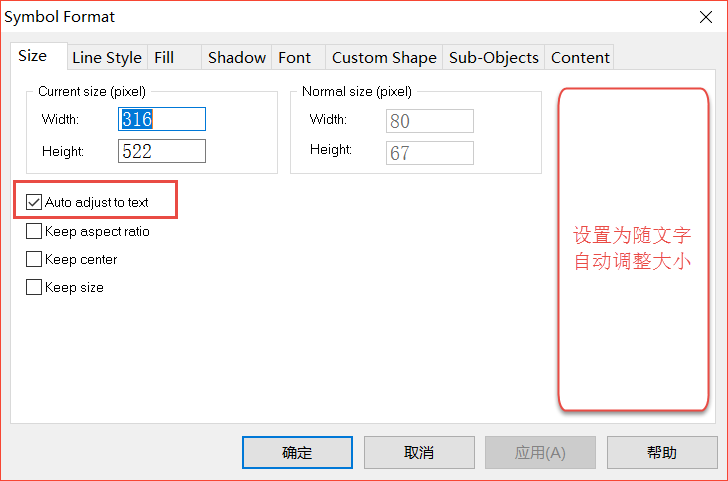 Symbol Format
Size Line Style Fill Shadow Font Custom Shape Sub-Objects Content
Current size (pixel)
Width: 316
Height: 522
Normal size (pixel)
Width: 80
Height: 67
Auto adjust to text
Keep aspect ratio
Keep center
Keep size
设置为随文字
自动调整大小
确定 取消 应用(A) 帮助